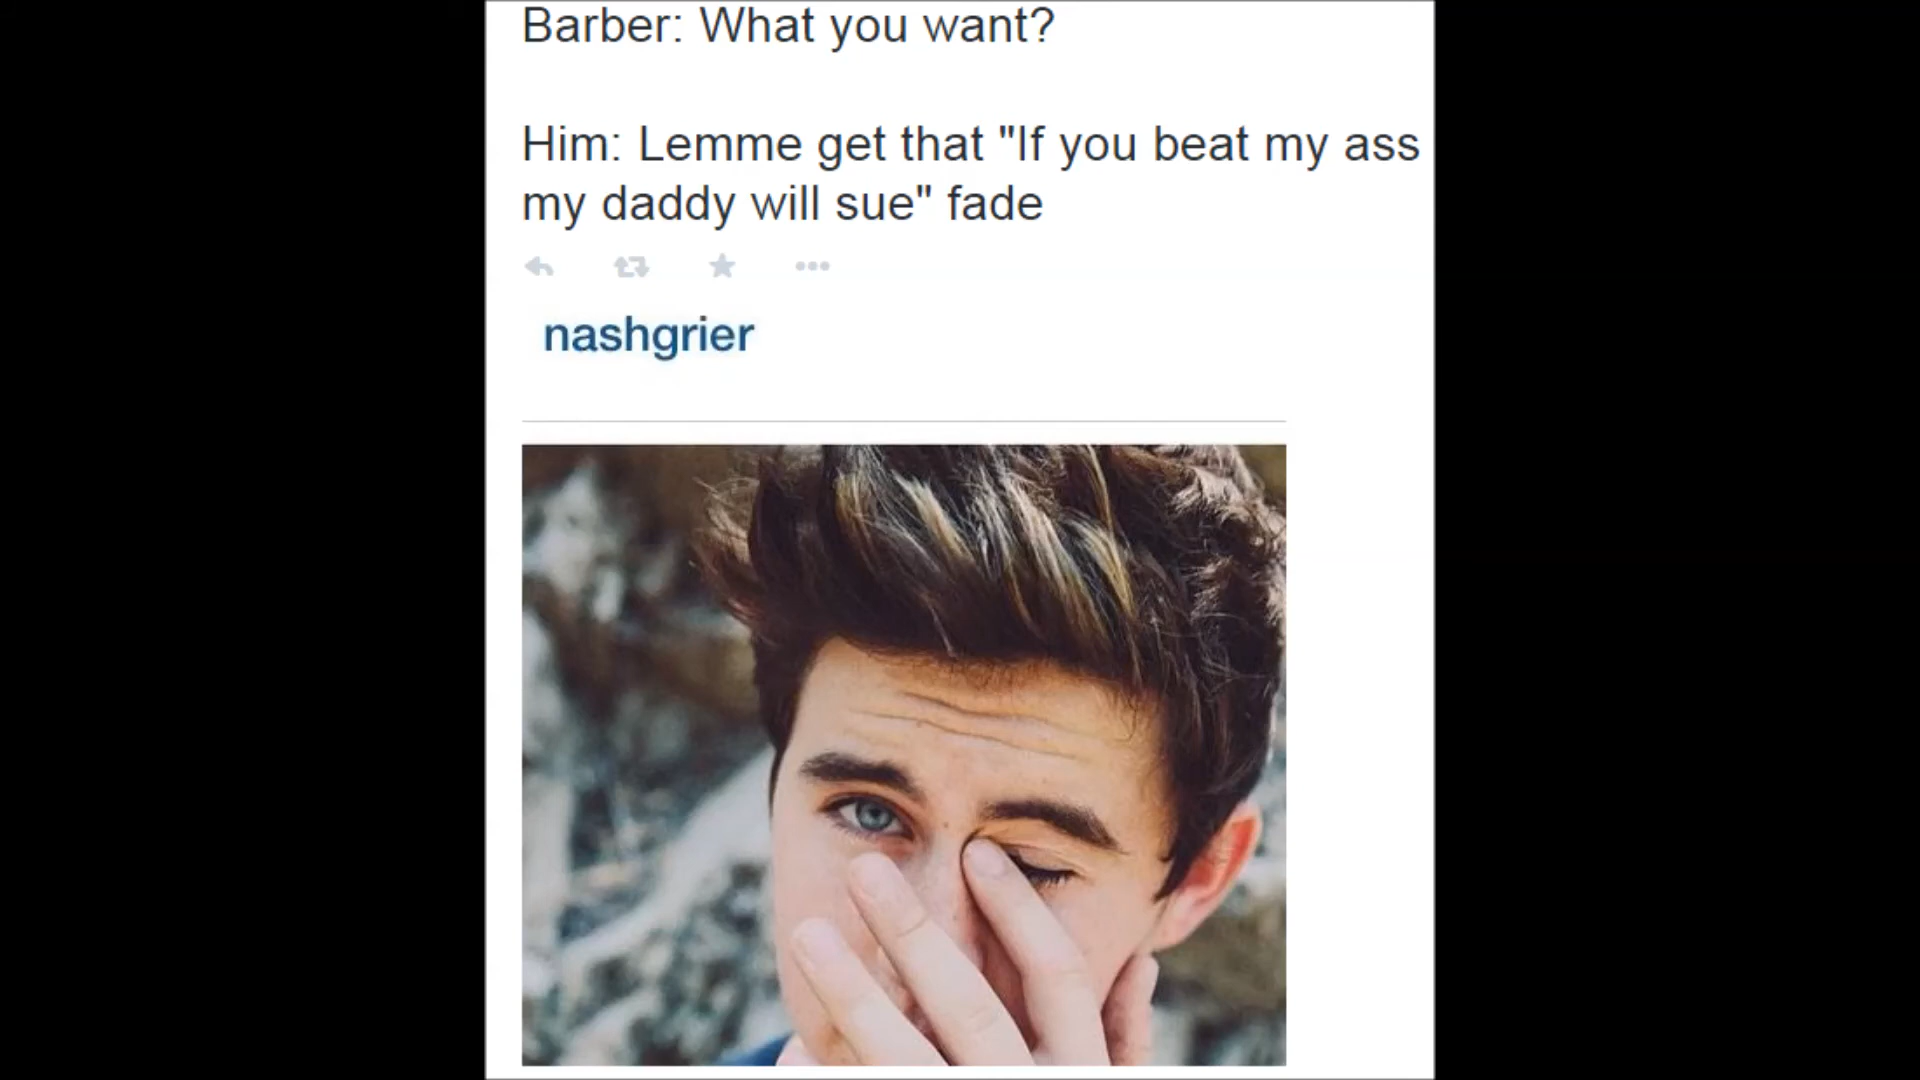 Barber: What you want?
Him: Lemme get that "If you beat my ass
my daddy will sue" fade
nashgrier